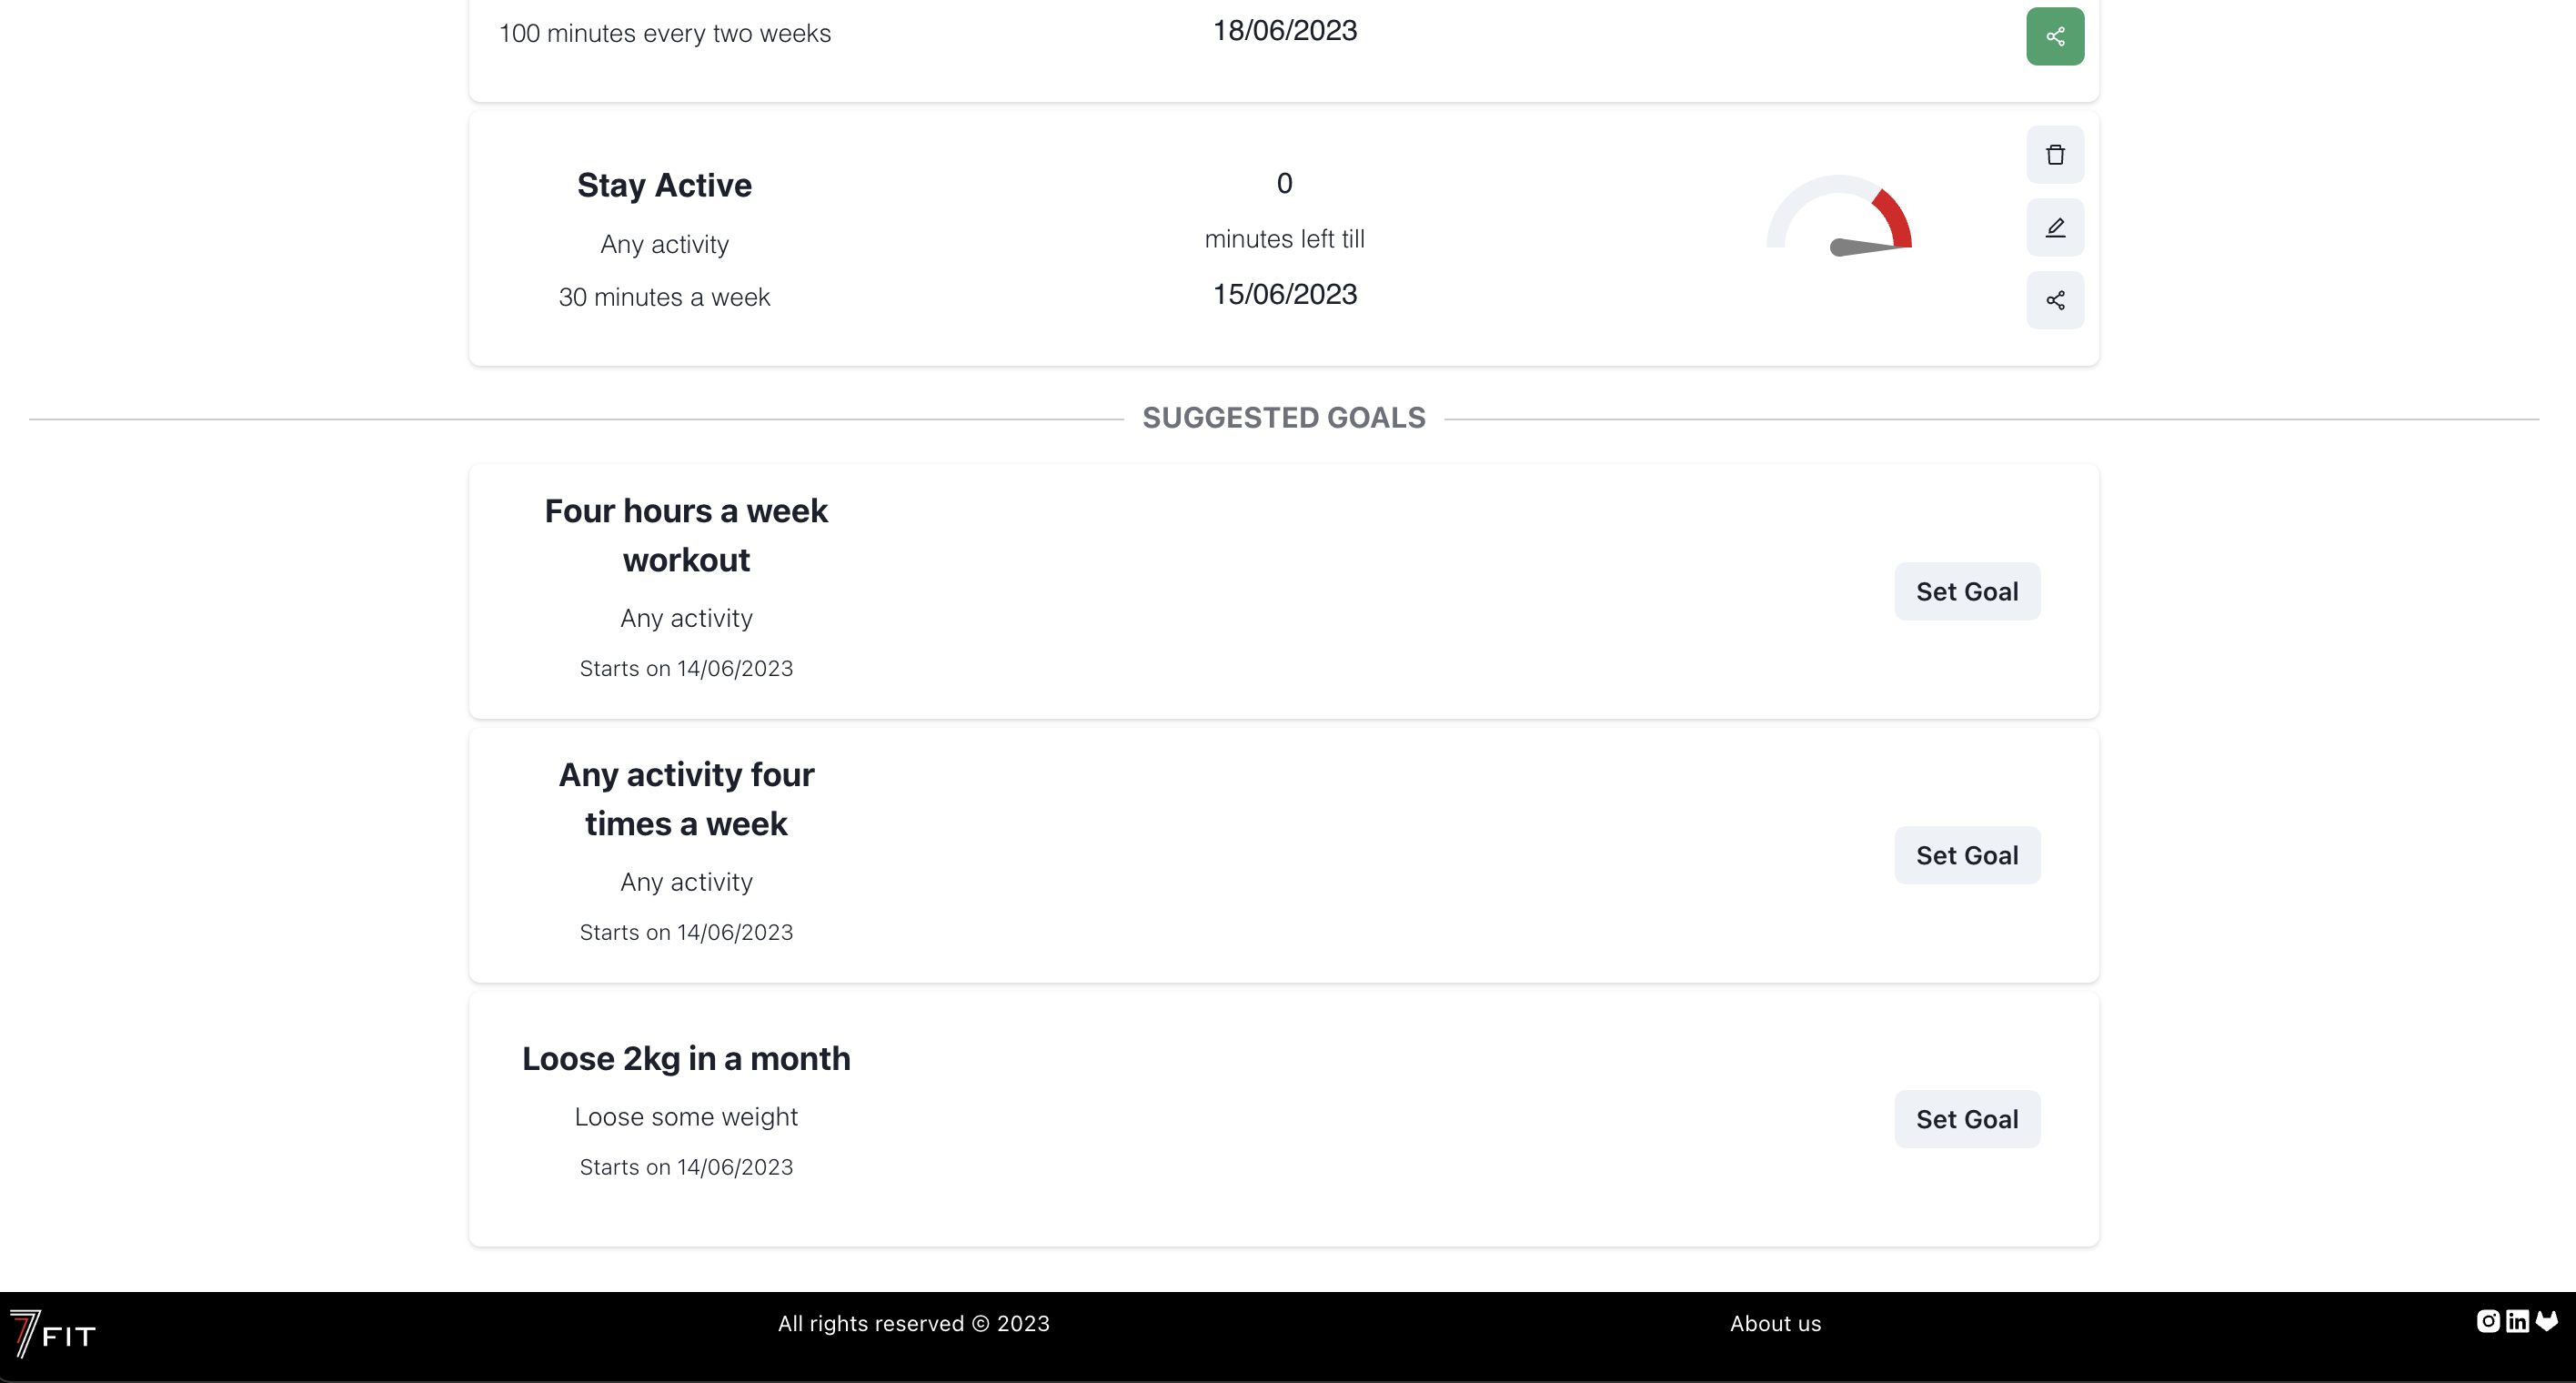 100 minutes every two weeks
18/06/2023
Stay Active
Any activity
30 minutes a week
0
minutes left till
15/06/2023
SUGGESTED GOALS
Four hours a week
workout
Any activity
Starts on 14/06/2023
Set Goal
Any activity four
times a week
Any activity
Starts on 14/06/2023
Set Goal
Loose 2kg in a month
Loose some weight
Starts on 14/06/2023
Set Goal
7FIT
All rights reserved © 2023
About us